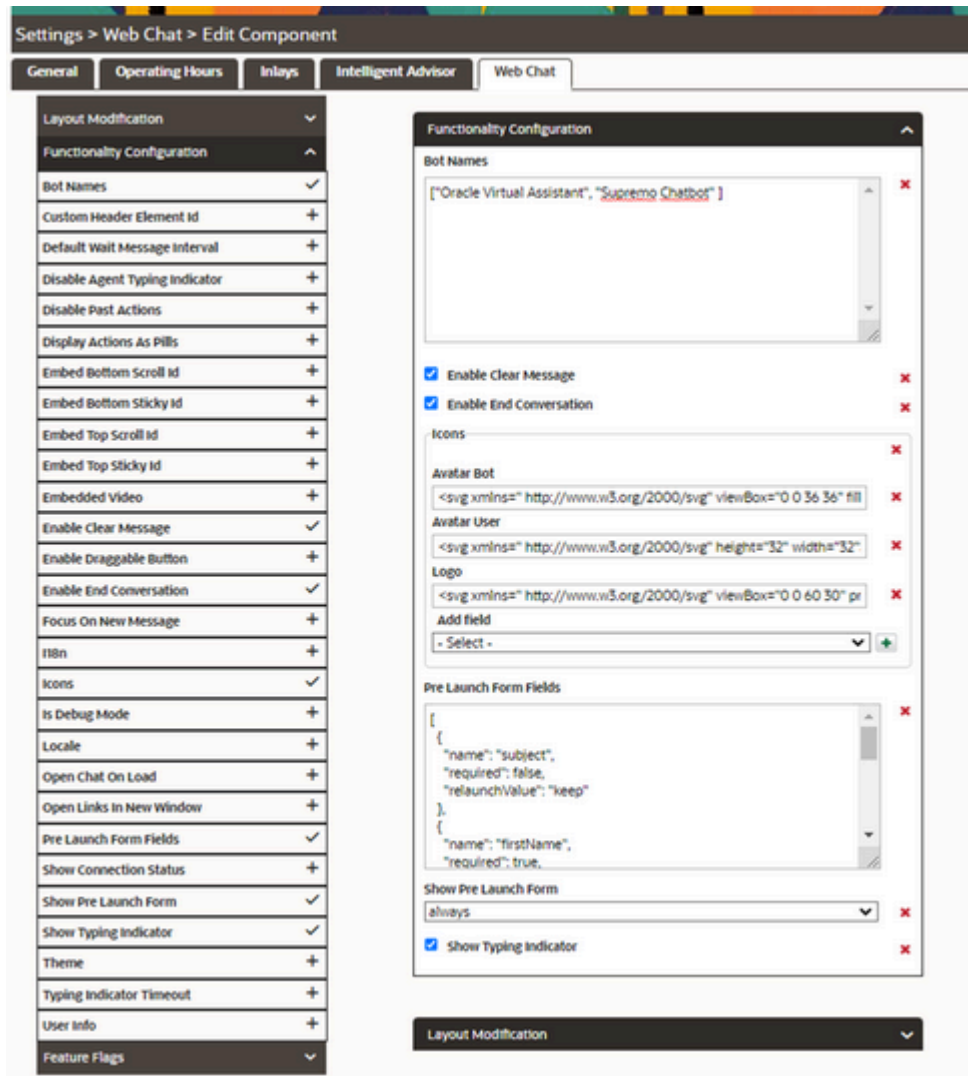 Settings > Web Chat > Edit Component
General
Operating Hours
Inlays
Intelligent Advisor
Web Chat
Layout Modification
Functionality Configuration
Bot Names
Custom Header Element Id
Default Wait Message Interval
Disable Agent Typing Indicator
Disable Past Actions
Display Actions As Pills
Embed Bottom Scroll Id
Embed Bottom Sticky Id
Embed Top Scroll Id
Embed Top Sticky Id
Embedded Video
Enable Clear Message
Enable Draggable Button
Enable End Conversation
Focus On New Message
I18n
Icons
Is Debug Mode
Locale
Open Chat On Load
Open Links In New Window
Pre Launch Form Fields
Show Connection Status
Show Pre Launch Form
Show Typing Indicator
Theme
Typing Indicator Timeout
User Info
Feature Flags
Functionality Configuration
Bot Names
["Oracle Virtual Assistant", "Supremo Chatbot" ]
Enable Clear Message
Enable End Conversation
Icons
Avatar Bot
<svg xmlns=" http://www.w3.org/2000/svg" viewBox="0 0 36 36" fill
Avatar User
<svg xmlns=" http://www.w3.org/2000/svg" height="32" width="32"
Logo
<svg xmlns=" http://www.w3.org/2000/svg" viewBox="0 0 60 30" pr
Add field
- Select -
Pre Launch Form Fields
[
{
"name": "subject",
"required": false,
"relaunchValue": "keep"
},
{
"name": "firstName",
"required": true,
Show Pre Launch Form
always
Show Typing Indicator
Layout Modification